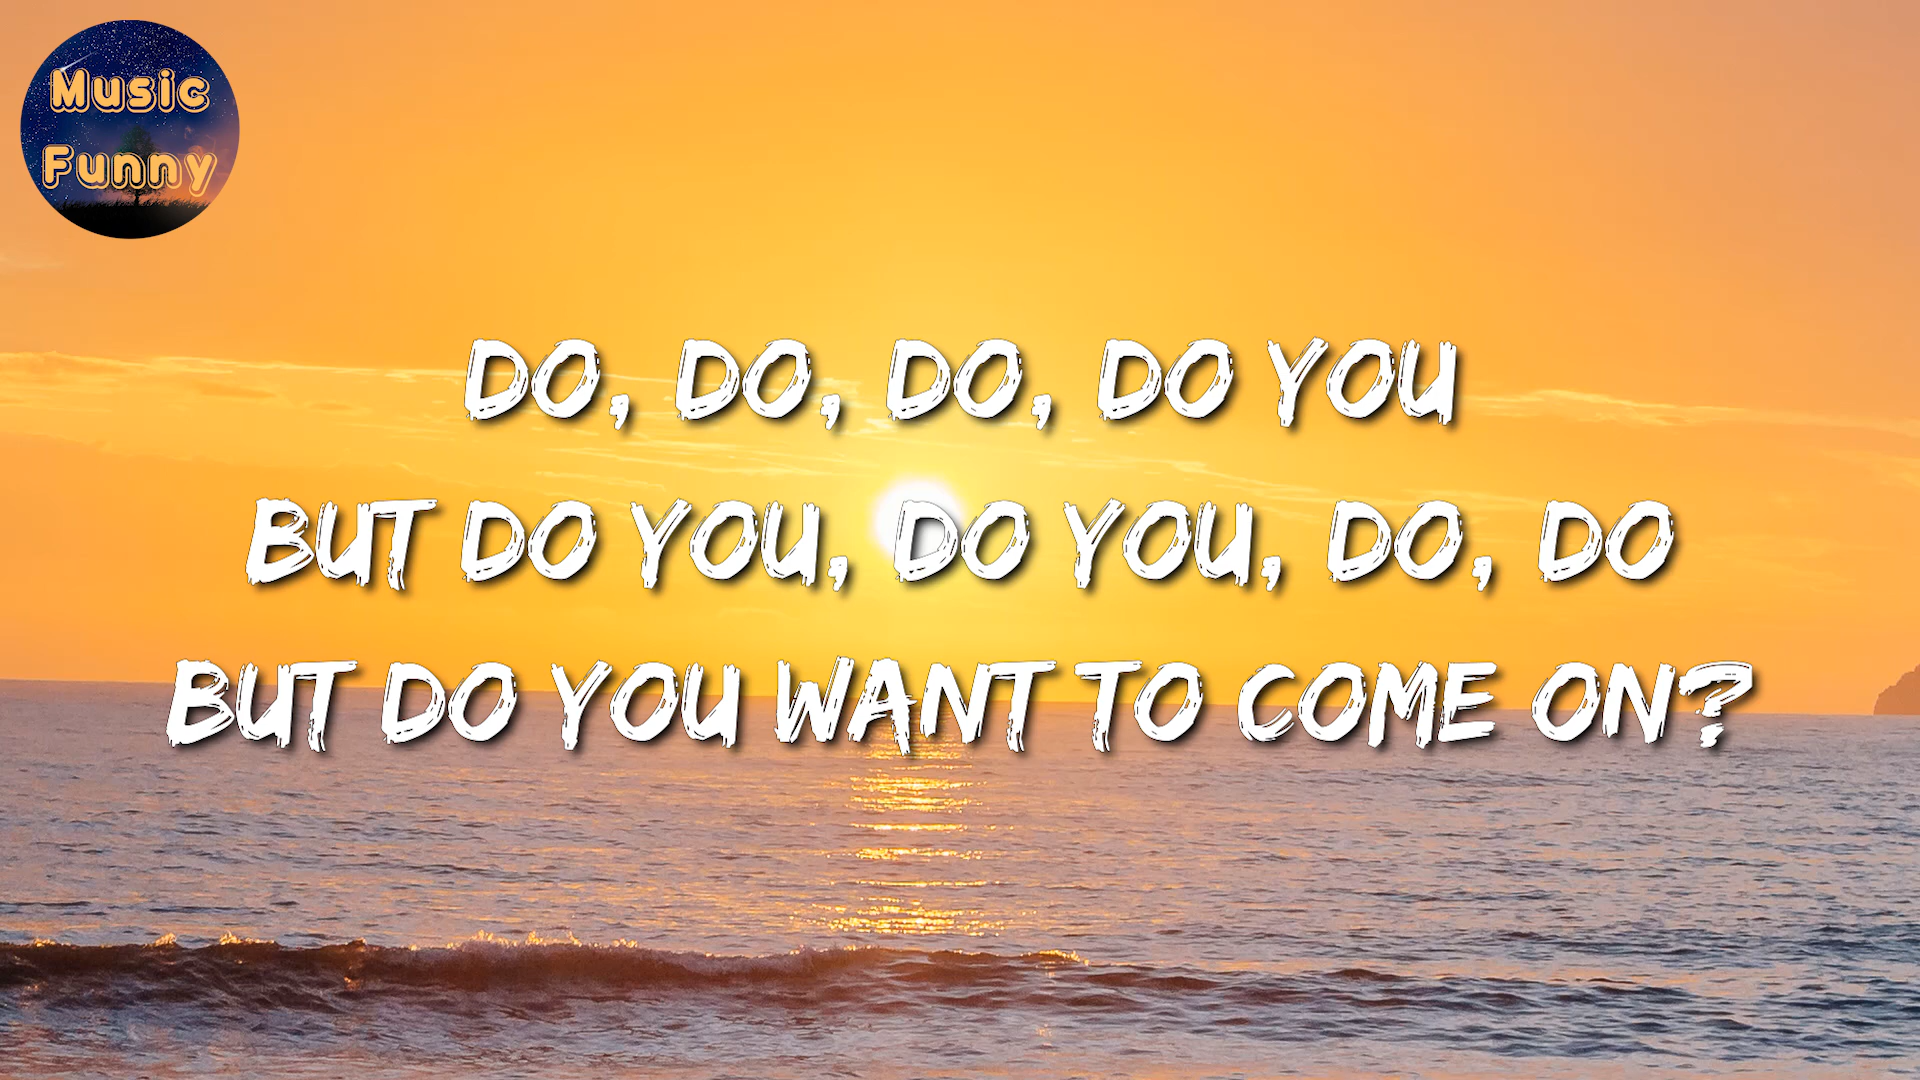 Music
Funny
DO, DO, DO, DO YOU
BUT DO YOU, DO YOU, DO, DO
BUT DO YOU WANT TO COME ON?